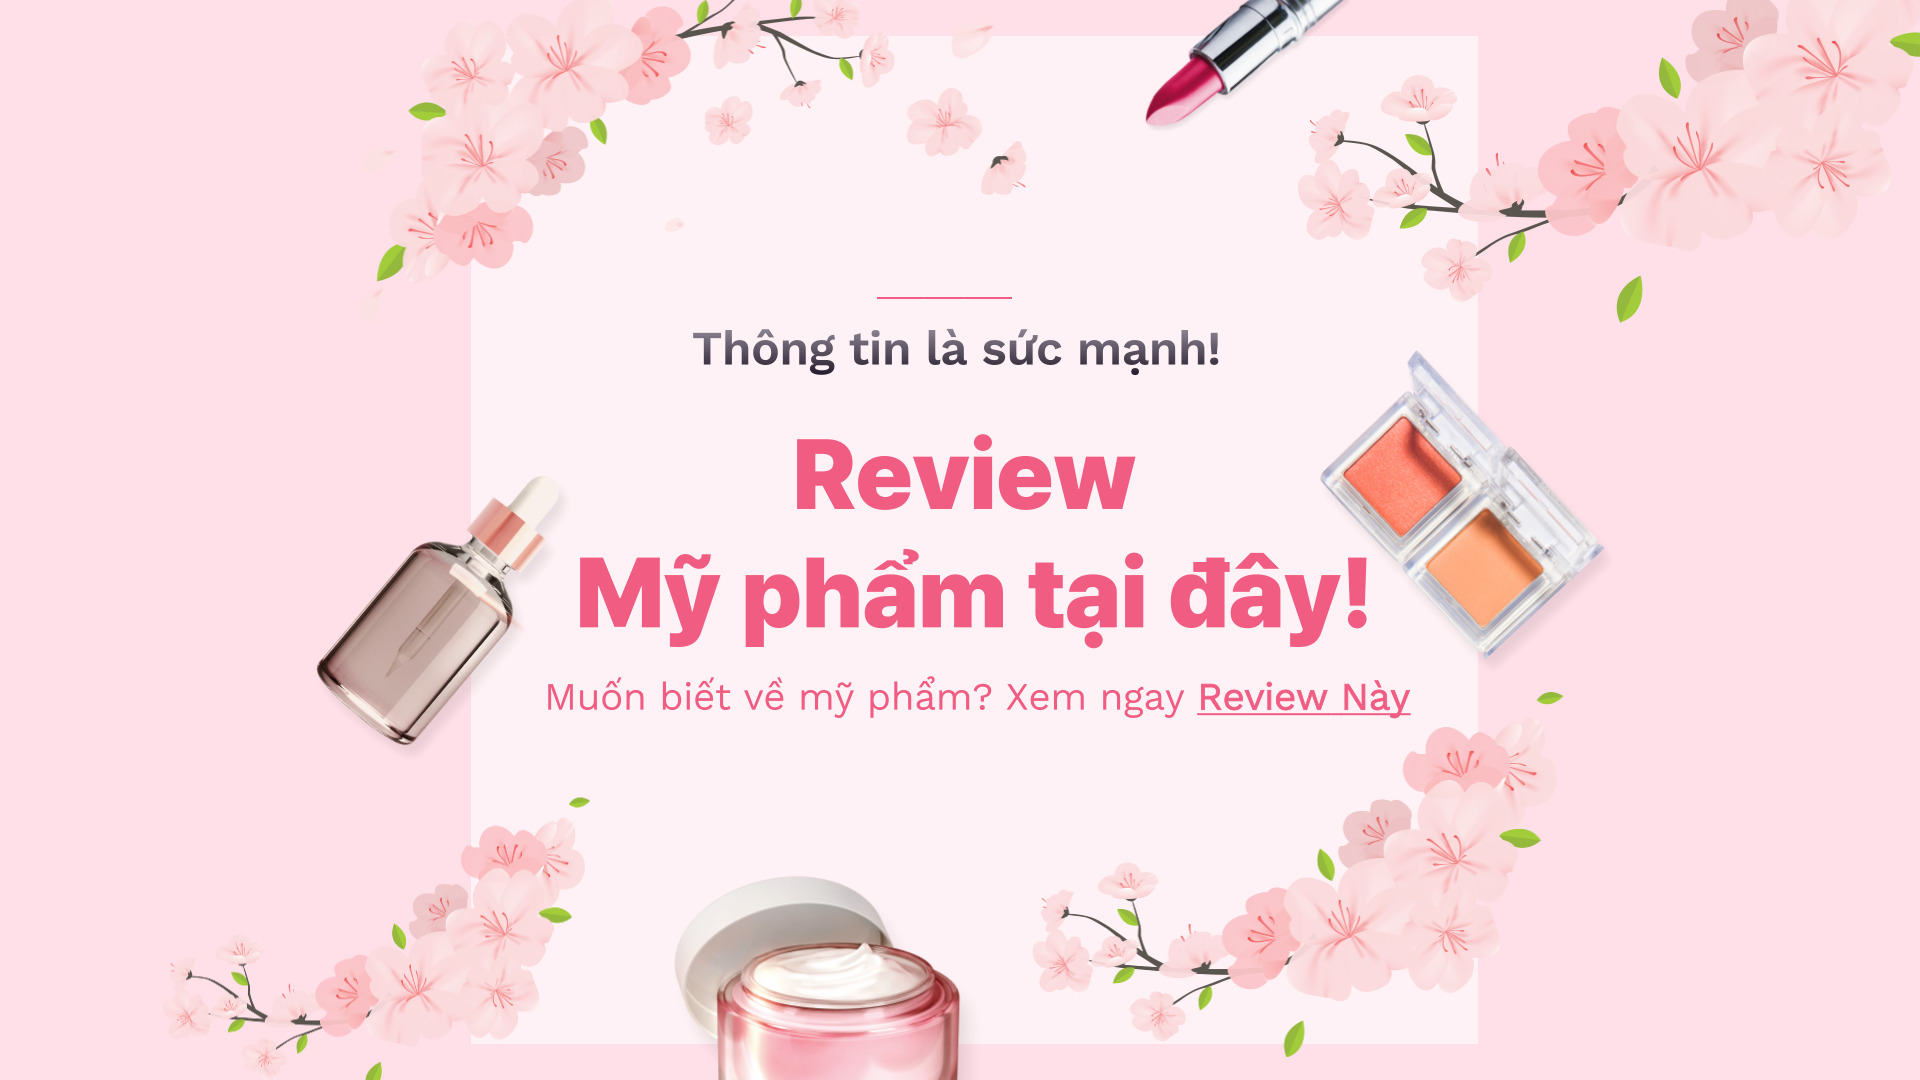 Thông tin là sức mạnh!
Review
Mỹ phẩm tại đây!
Muốn biết về mỹ phẩm? Xem ngay Review Này